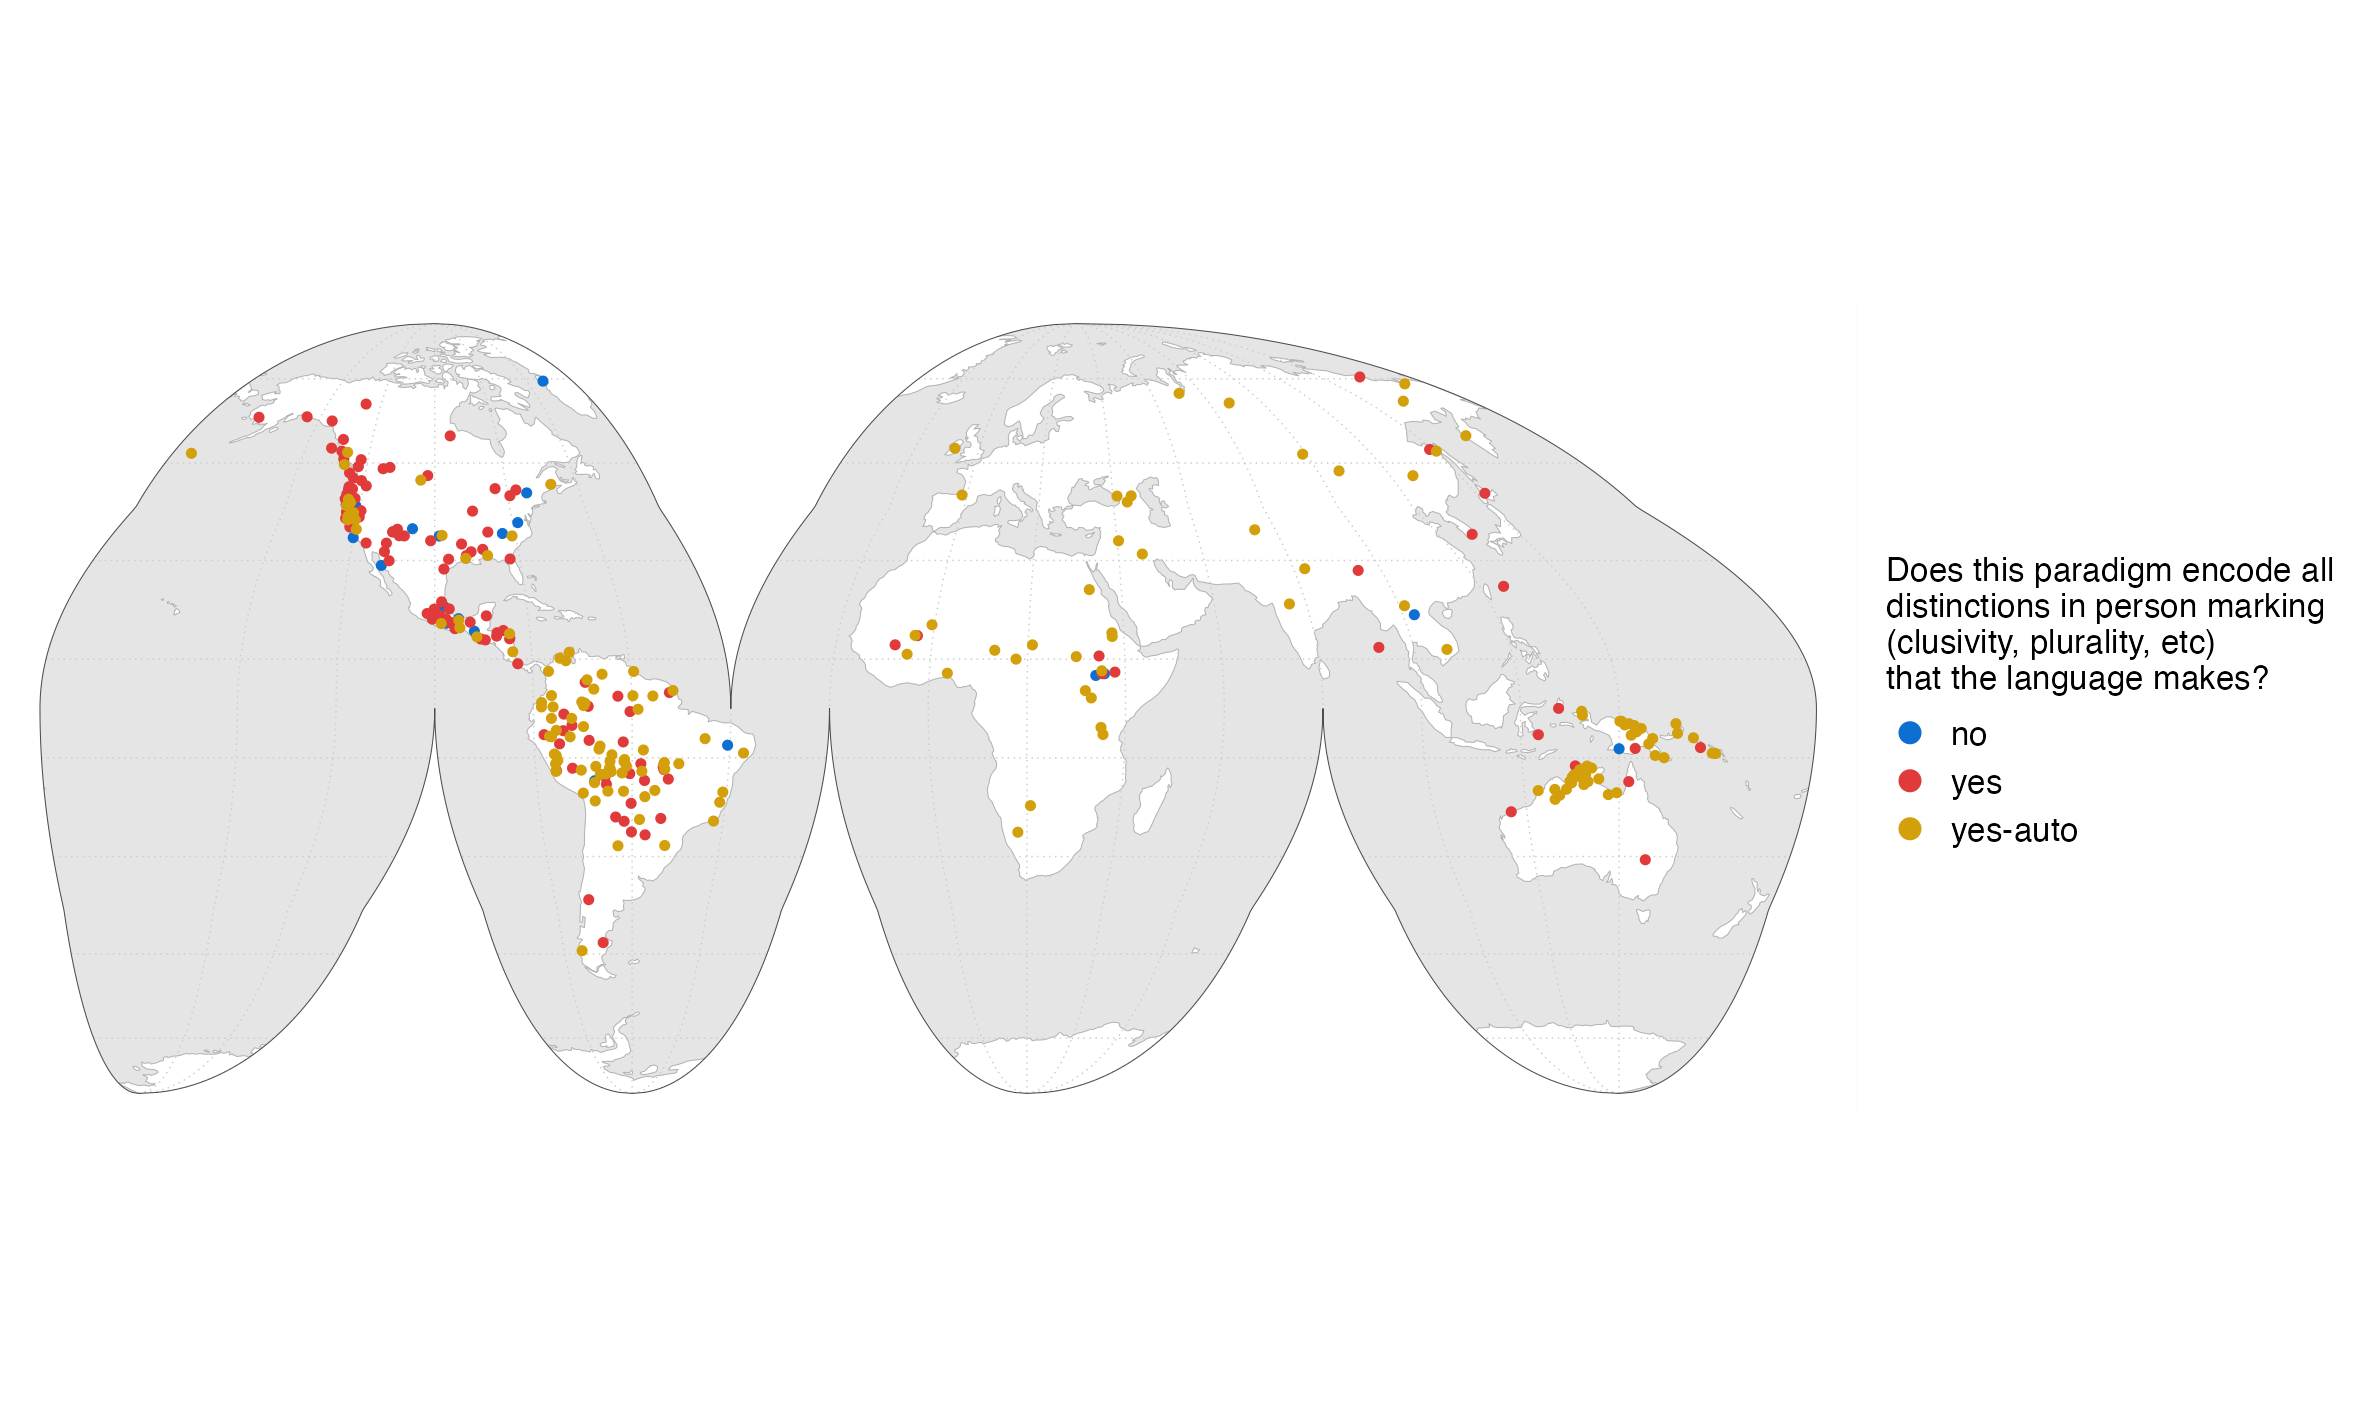 Does this paradigm encode all
distinctions in person marking
(clusivity, plurality, etc)
that the language makes?
no
yes
yes-auto